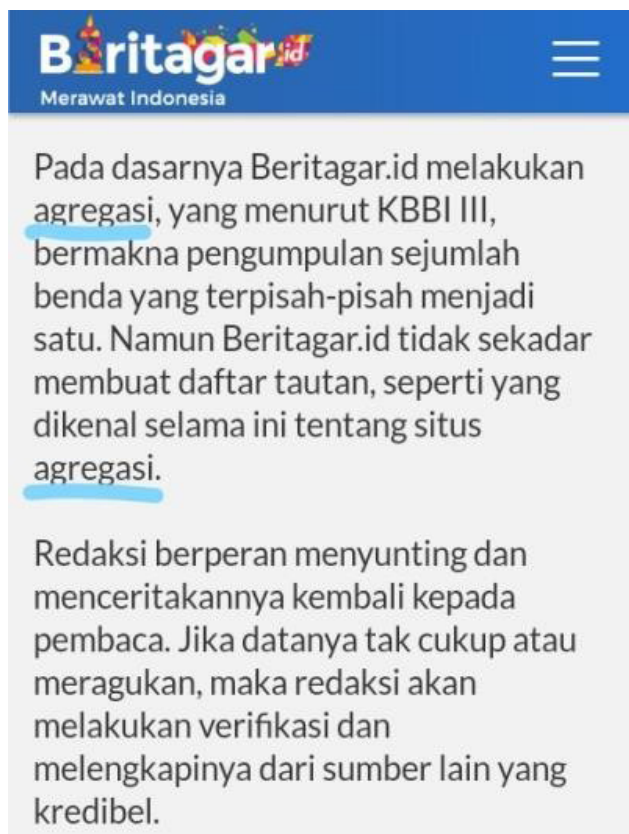 Beritagar.id
Merawat Indonesia
Pada dasarnya Beritagar.id melakukan
agregasi, yang menurut KBBI III,
bermakna pengumpulan sejumlah
benda yang terpisah-pisah menjadi
satu. Namun Beritagar.id tidak sekadar
membuat daftar tautan, seperti yang
dikenal selama ini tentang situs
agregasi.
Redaksi berperan menyunting dan
menceritakannya kembali kepada
pembaca. Jika datanya tak cukup atau
meragukan, maka redaksi akan
melakukan verifikasi dan
melengkapinya dari sumber lain yang
kredibel.